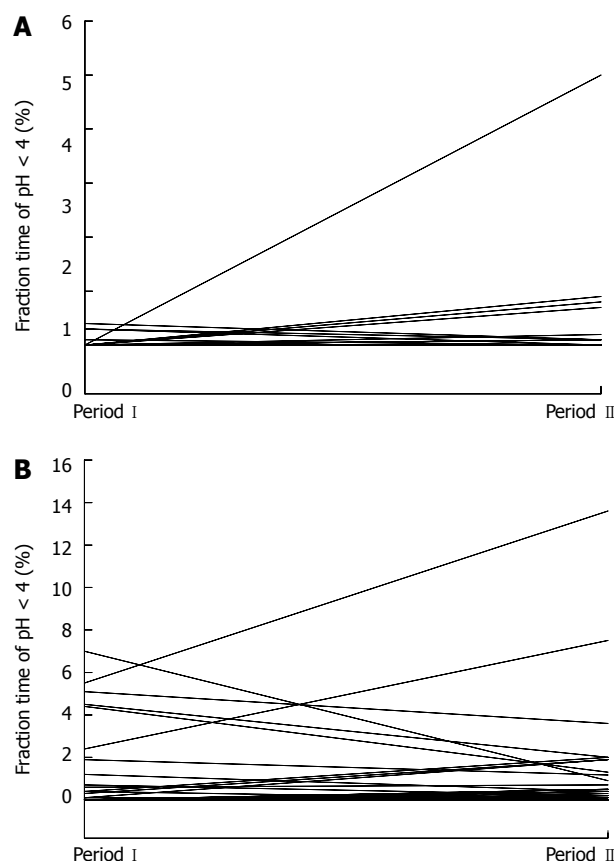 A
Fraction time of pH < 4 (%)
6
5
4
3
2
1
0
Period Ⅰ
Period Ⅱ
B
Fraction time of pH < 4 (%)
16
14
12
10
8
6
4
2
0
Period Ⅰ
Period Ⅱ